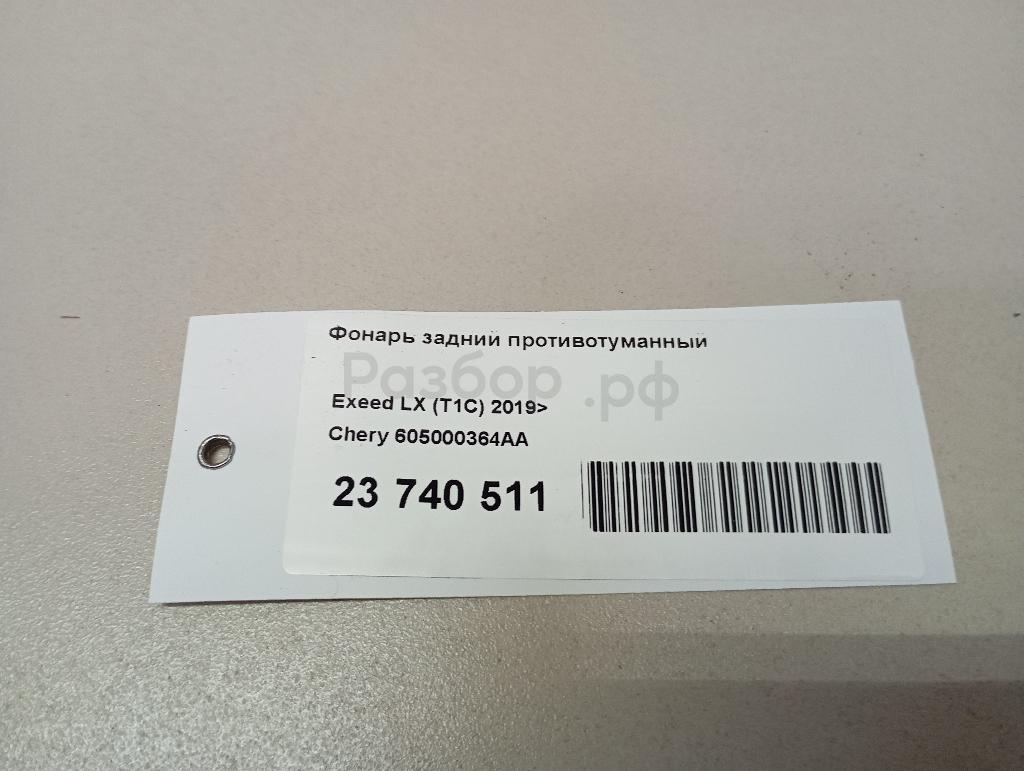 Фонарь задний противотуманный
Разбор.рф
Exeed LX (T1C) 2019>
Chery 605000364AA
23 740 511